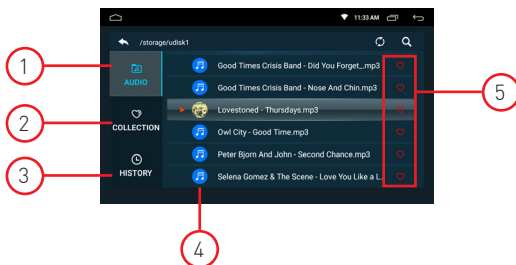 11:33 AM
/storage/udisk1
1
AUDIO
Good Times Crisis Band - Did You Forget_.mp3
Good Times Crisis Band - Nose And Chin.mp3
2
COLLECTION
Lovestoned - Thursdays.mp3
5
Owl City - Good Time.mp3
3
HISTORY
Peter Bjorn And John - Second Chance.mp3
Selena Gomez & The Scene - Love You Like a L..
4